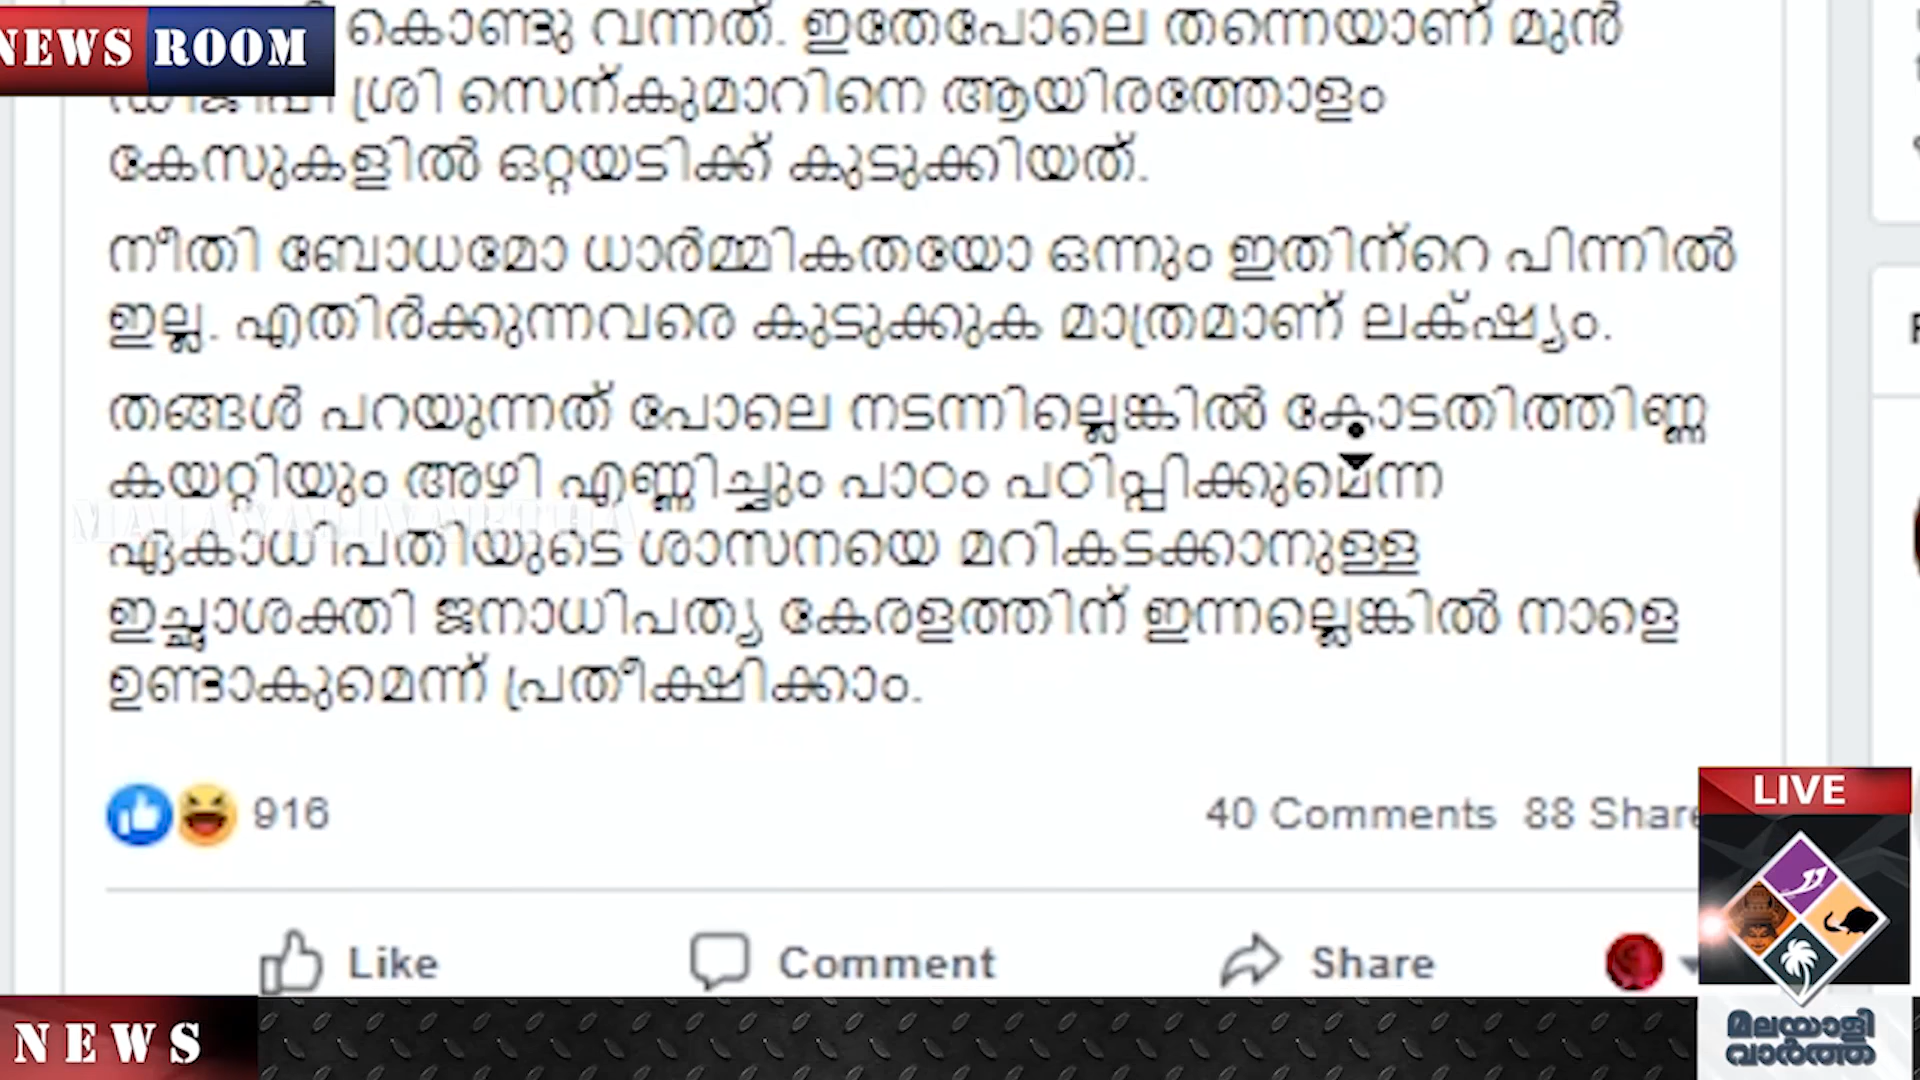 NEWS ROOM
കൊണ്ടു വന്നത്. ഇതേപോലെ തന്നെയാണ് മുൻ
ഡിജിപി ശ്രി സെന്കുമാറിനെ ആയിരത്തോളം
കേസുകളിൽ ഒറ്റയടിക്ക് കുടുക്കിയത്.
നീതി ബോധമോ ധാർമ്മികതയോ ഒന്നും ഇതിന്റെ പിന്നിൽ
ഇല്ല. എതിർക്കുന്നവരെ കുടുക്കുക മാത്രമാണ് ലക്ഷ്യം.
തങ്ങൾ പറയുന്നത് പോലെ നടന്നില്ലെങ്കിൽ കോടതിത്തിണ്ണ
കയറ്റിയും അഴി എണ്ണിച്ചും പാഠം പഠിപ്പിക്കുമെന്ന
MALAYALIVARTHA
ഏകാധിപതിയുടെ ശാസനയെ മറികടക്കാനുള്ള
ഇച്ഛാശക്തി ജനാധിപത്യ കേരളത്തിന് ഇന്നല്ലെങ്കിൽ നാളെ
ഉണ്ടാകുമെന്ന് പ്രതീക്ഷിക്കാം.
916
40 Comments 88 Share
Like
Comment
Share
LIVE
NEWS
മലയാളി
വാർത്ത